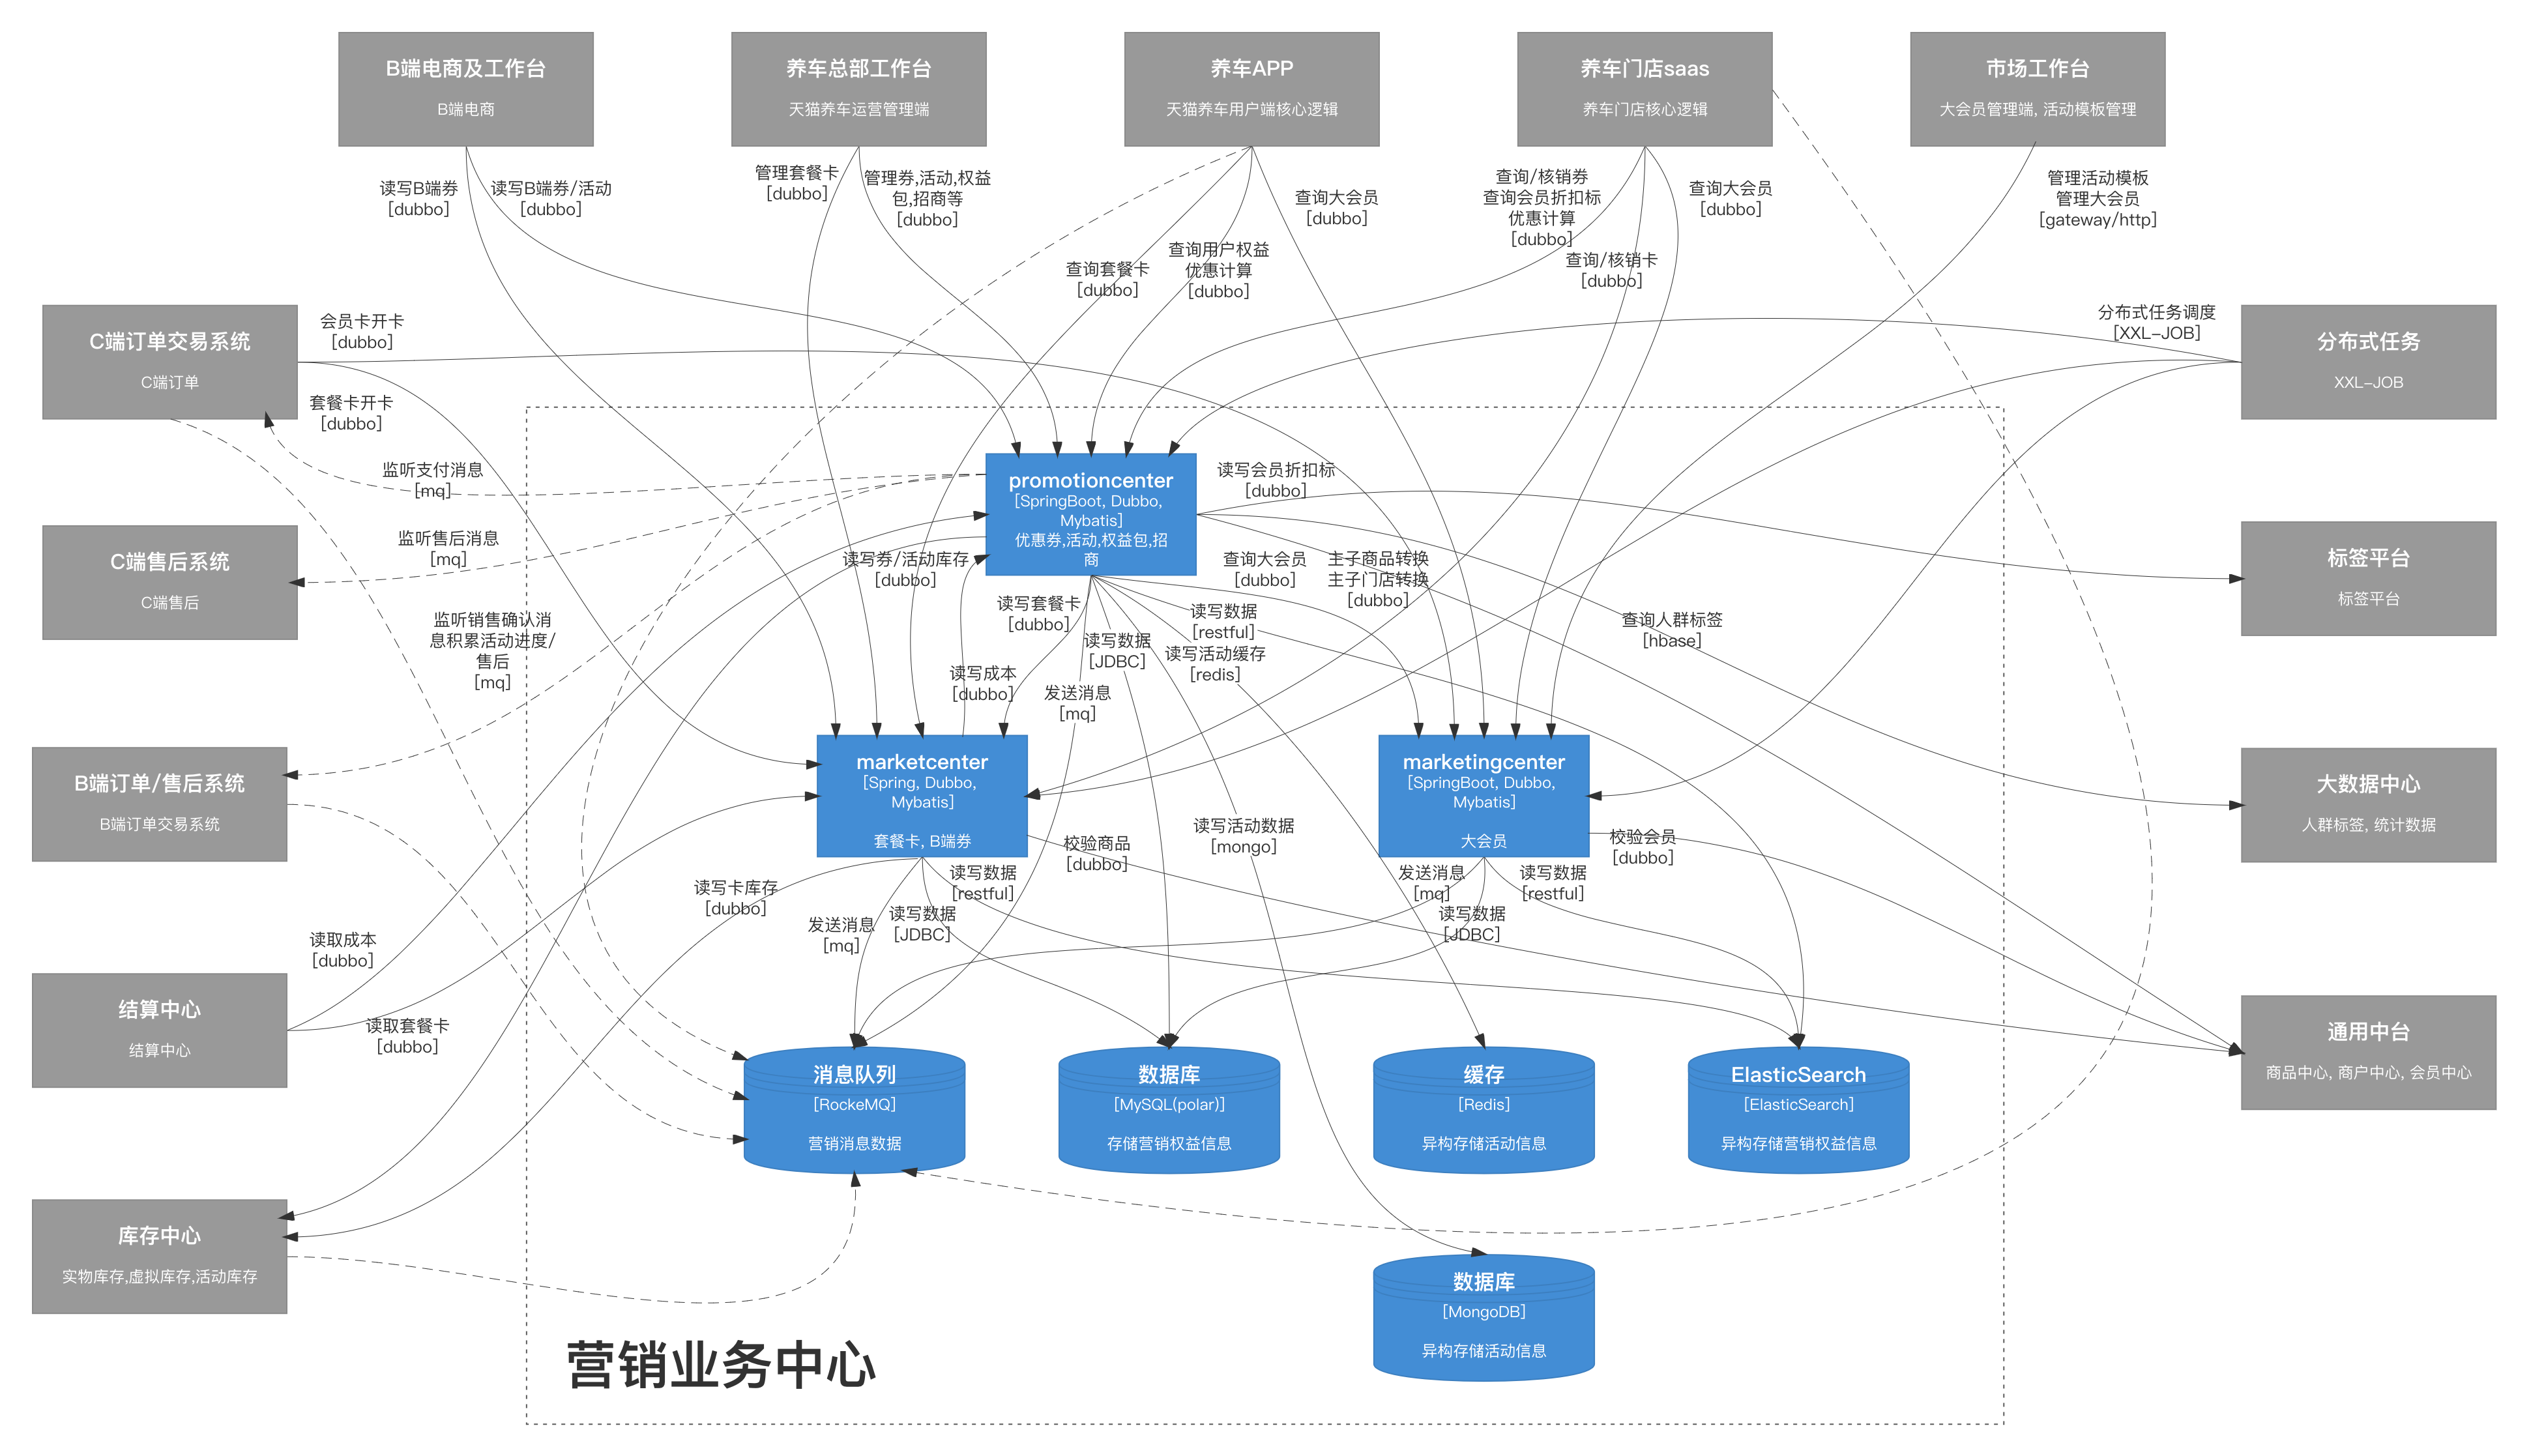 B端电商及工作台
B端电商
养车总部工作台
天猫养车运营管理端
养车APP
天猫养车用户端核心逻辑
养车门店saas
养车门店核心逻辑
市场工作台
大会员管理端, 活动模板管理
读写B端券
[dubbo]
读写B端券/活动
[dubbo]
管理套餐卡
[dubbo]
管理券,活动,权益
包,招商等
[dubbo]
查询套餐卡
[dubbo]
查询用户权益
优惠计算
[dubbo]
查询大会员
[dubbo]
查询/核销券
查询会员折扣标
优惠计算
[dubbo]
查询/核销卡
[dubbo]
查询大会员
[dubbo]
管理活动模板
管理大会员
[gateway/http]
C端订单交易系统
C端订单
会员卡开卡
[dubbo]
套餐卡开卡
[dubbo]
分布式任务调度
[XXL-JOB]
分布式任务
XXL-JOB
监听支付消息
[mq]
promotioncenter
[SpringBoot, Dubbo,
Mybatis]
优惠券,活动,权益包,招
商
读写会员折扣标
[dubbo]
C端售后系统
C端售后
监听售后消息
[mq]
读写券/活动库存
[dubbo]
查询大会员
[dubbo]
主子商品转换
主子门店转换
[dubbo]
标签平台
标签平台
监听销售确认消
息积累活动进度/
售后
[mq]
读写套餐卡
[dubbo]
读写数据
[JDBC]
读写数据
[restful]
读写活动缓存
[redis]
查询人群标签
[hbase]
读写成本
[dubbo]
发送消息
[mq]
B端订单/售后系统
B端订单交易系统
marketcenter
[Spring, Dubbo,
Mybatis]
套餐卡, B端券
marketingcenter
[SpringBoot, Dubbo,
Mybatis]
大会员
大数据中心
人群标签, 统计数据
读写活动数据
[mongo]
校验商品
[dubbo]
校验会员
[dubbo]
读写卡库存
[dubbo]
发送消息
[mq]
读写数据
[JDBC]
读写数据
[restful]
发送消息
[mq]
读写数据
[JDBC]
读写数据
[restful]
结算中心
结算中心
读取成本
[dubbo]
读取套餐卡
[dubbo]
通用中台
商品中心, 商户中心, 会员中心
消息队列
[RockeMQ]
营销消息数据
数据库
[MySQL(polar)]
存储营销权益信息
缓存
[Redis]
异构存储活动信息
ElasticSearch
[ElasticSearch]
异构存储营销权益信息
库存中心
实物库存,虚拟库存,活动库存
数据库
[MongoDB]
异构存储活动信息
营销业务中心